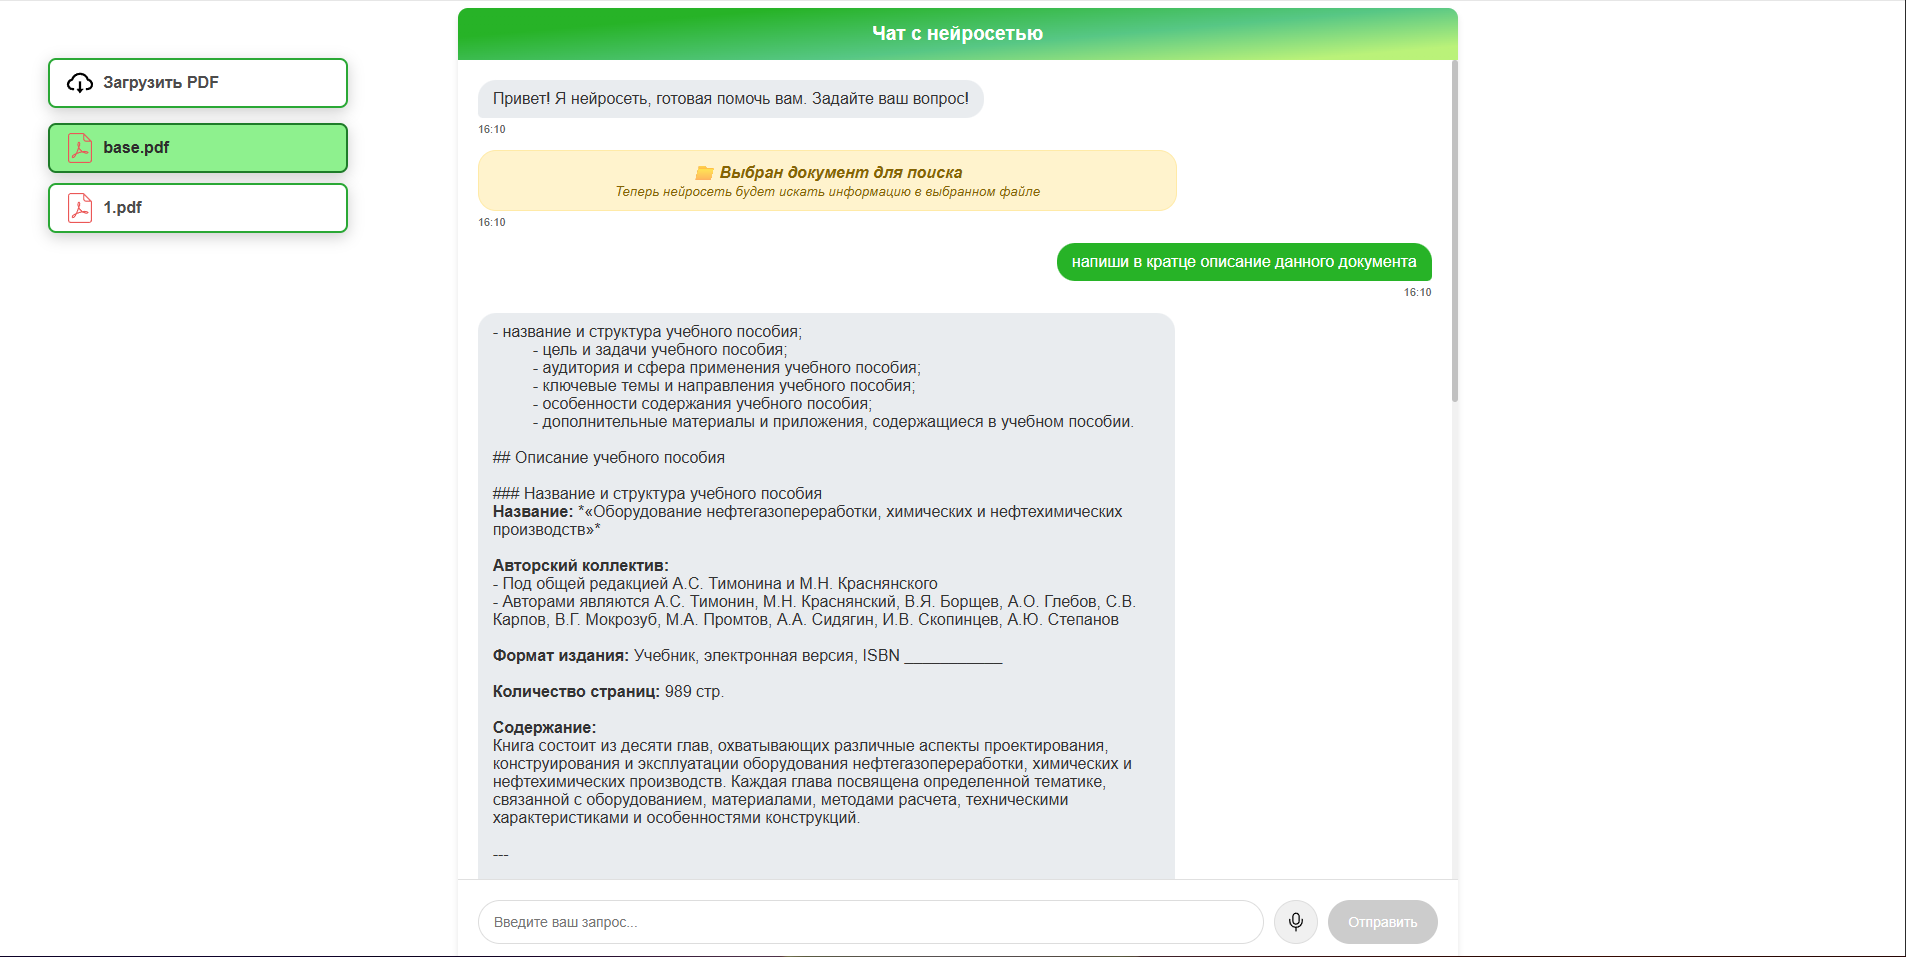 Чат с нейросетью
Загрузить PDF
base.pdf
1.pdf
Привет! Я нейросеть, готовая помочь вам. Задайте ваш вопрос!
16:10
Выбран документ для поиска
Теперь нейросеть будет искать информацию в выбранном файле
16:10
напиши в кратце описание данного документа
16:10
- название и структура учебного пособия;
- цель и задачи учебного пособия;
- аудитория и сфера применения учебного пособия;
- ключевые темы и направления учебного пособия;
- особенности содержания учебного пособия;
- дополнительные материалы и приложения, содержащиеся в учебном пособии.
## Описание учебного пособия
### Название и структура учебного пособия
Название: *«Оборудование нефтегазопереработки, химических и нефтехимических
производств»*
Авторский коллектив:
- Под общей редакцией А.С. Тимонина и М.Н. Краснянского
- Авторами являются А.С. Тимонин, М.Н. Краснянский, В.Я. Борщев, А.О. Глебов, С.В.
Карпов, В.Г. Мокрозуб, М.А. Промтов, А.А. Сидягин, И.В. Скопинцев, А.Ю. Степанов
Формат издания: Учебник, электронная версия, ISBN ___________
Количество страниц: 989 стр.
Содержание:
Книга состоит из десяти глав, охватывающих различные аспекты проектирования,
конструирования и эксплуатации оборудования нефтегазопереработки, химических и
нефтехимических производств. Каждая глава посвящена определенной тематике,
связанной с оборудованием, материалами, методами расчета, техническими
характеристиками и особенностями конструкций.
---
Введите ваш запрос...
Отправить